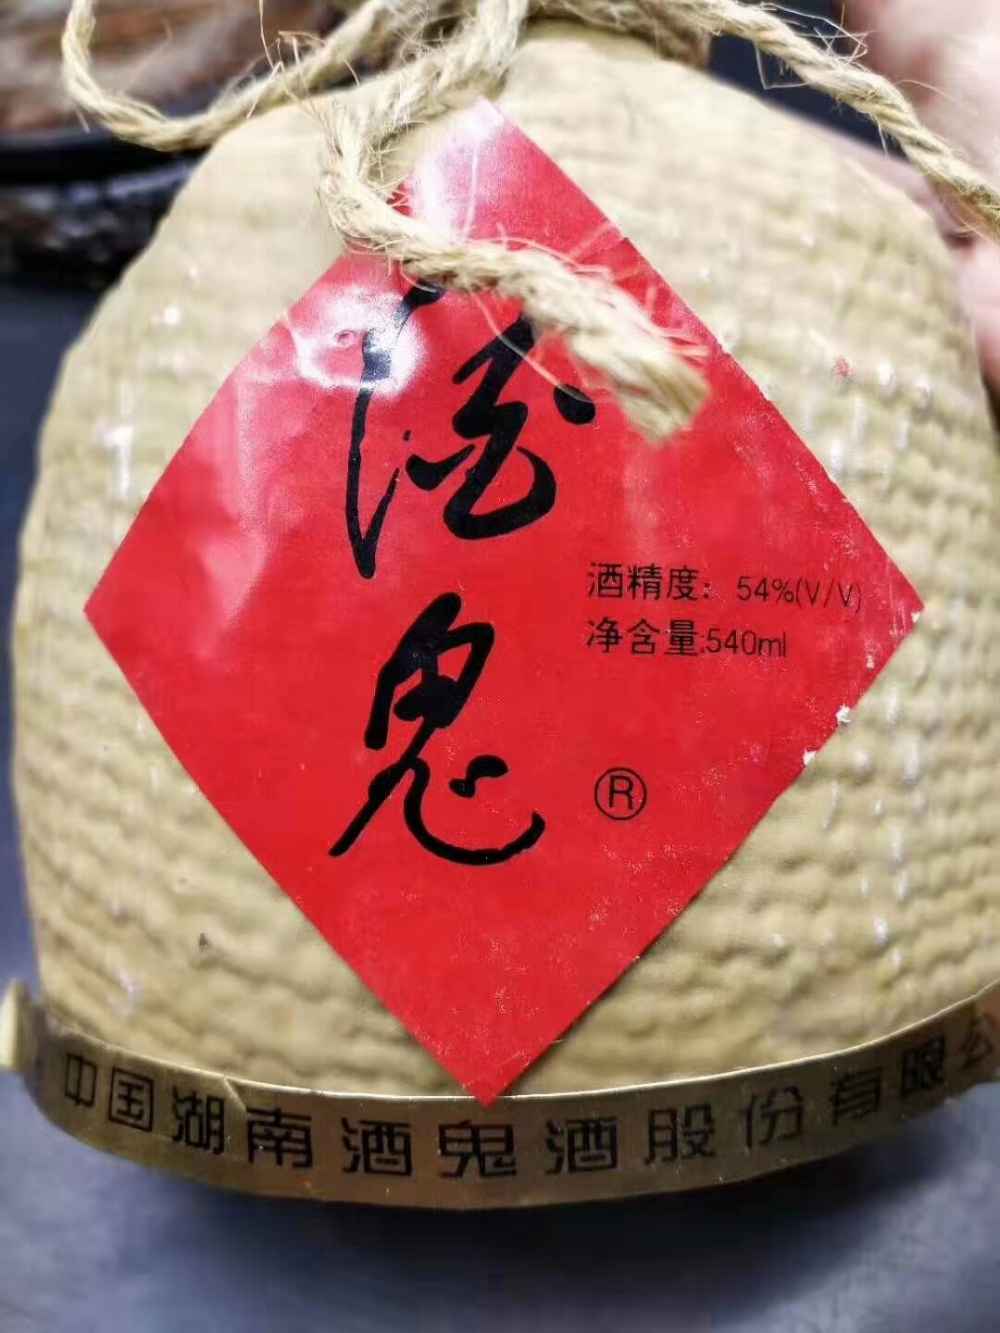 酒鬼
酒精度: 54%(V/V)
净含量:540ml
®
中国湖南酒鬼酒股份有限公